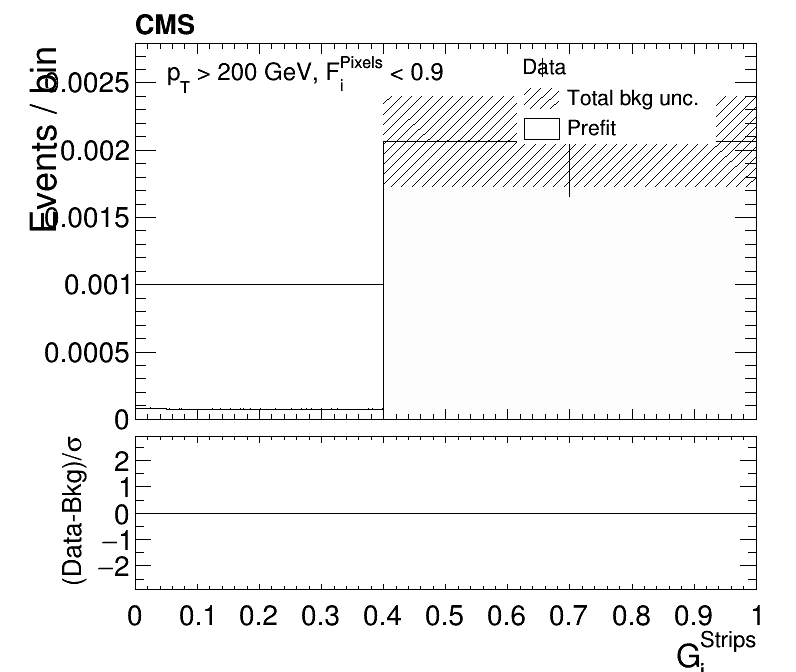 CMS
p_T > 200 GeV, F_i^Pixels < 0.9
Data
Total bkg unc.
Prefit
Events / bin
0.0025
0.002
0.0015
0.001
0.0005
0
(Data-Bkg)/σ
2
1
0
−1
−2
0 0.1 0.2 0.3 0.4 0.5 0.6 0.7 0.8 0.9 1
G_i^Strips